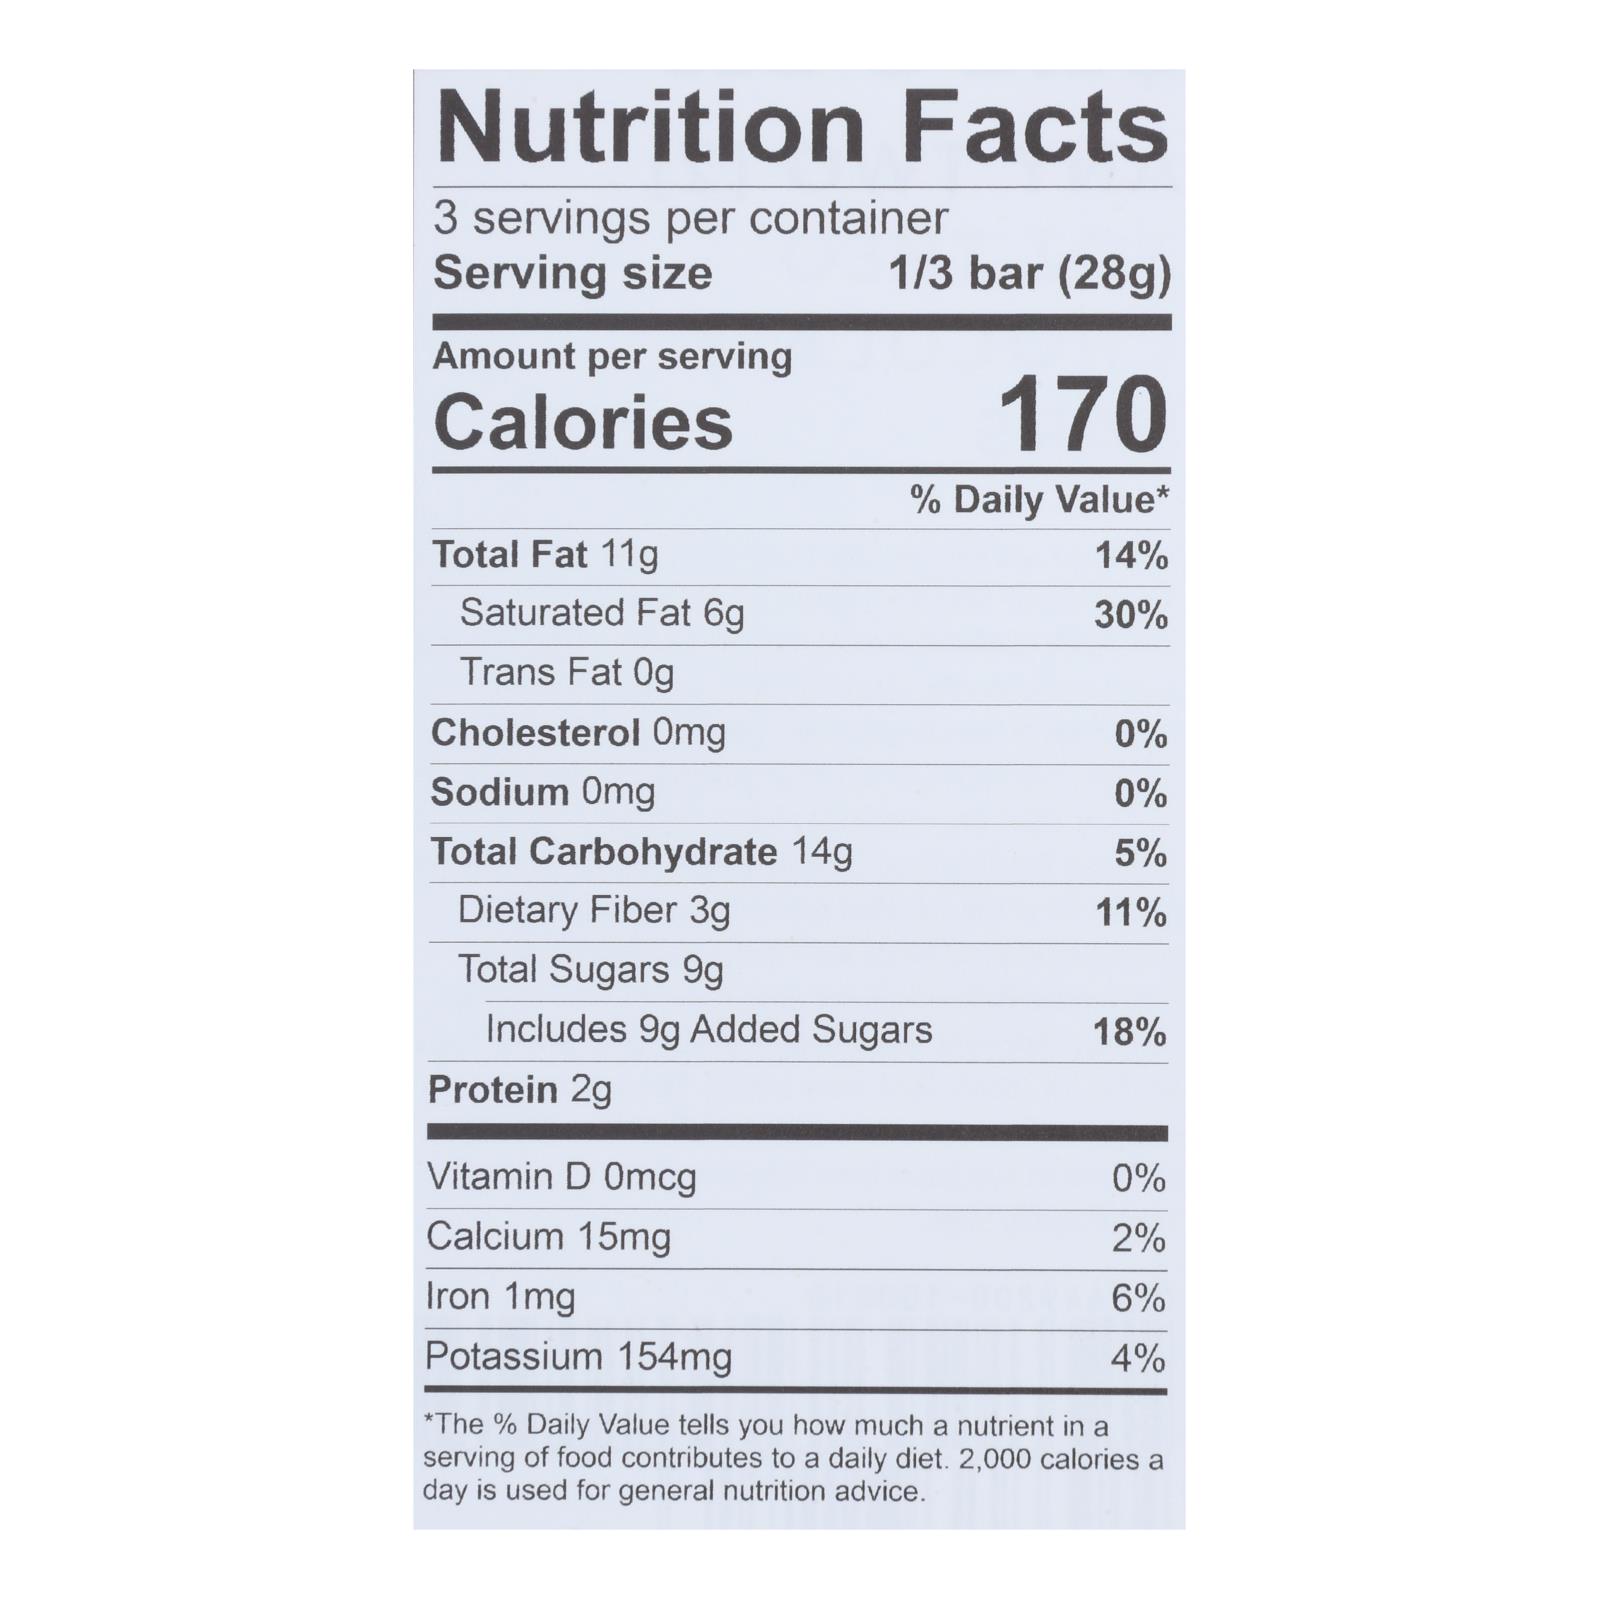 Nutrition Facts
3 servings per container
Serving size 1/3 bar (28g)
Amount per serving
Calories 170
% Daily Value*
Total Fat 11g 14%
Saturated Fat 6g 30%
Trans Fat 0g
Cholesterol 0mg 0%
Sodium 0mg 0%
Total Carbohydrate 14g 5%
Dietary Fiber 3g 11%
Total Sugars 9g
Includes 9g Added Sugars 18%
Protein 2g
Vitamin D 0mcg 0%
Calcium 15mg 2%
Iron 1mg 6%
Potassium 154mg 4%
*The % Daily Value tells you how much a nutrient in a
serving of food contributes to a daily diet. 2,000 calories a
day is used for general nutrition advice.